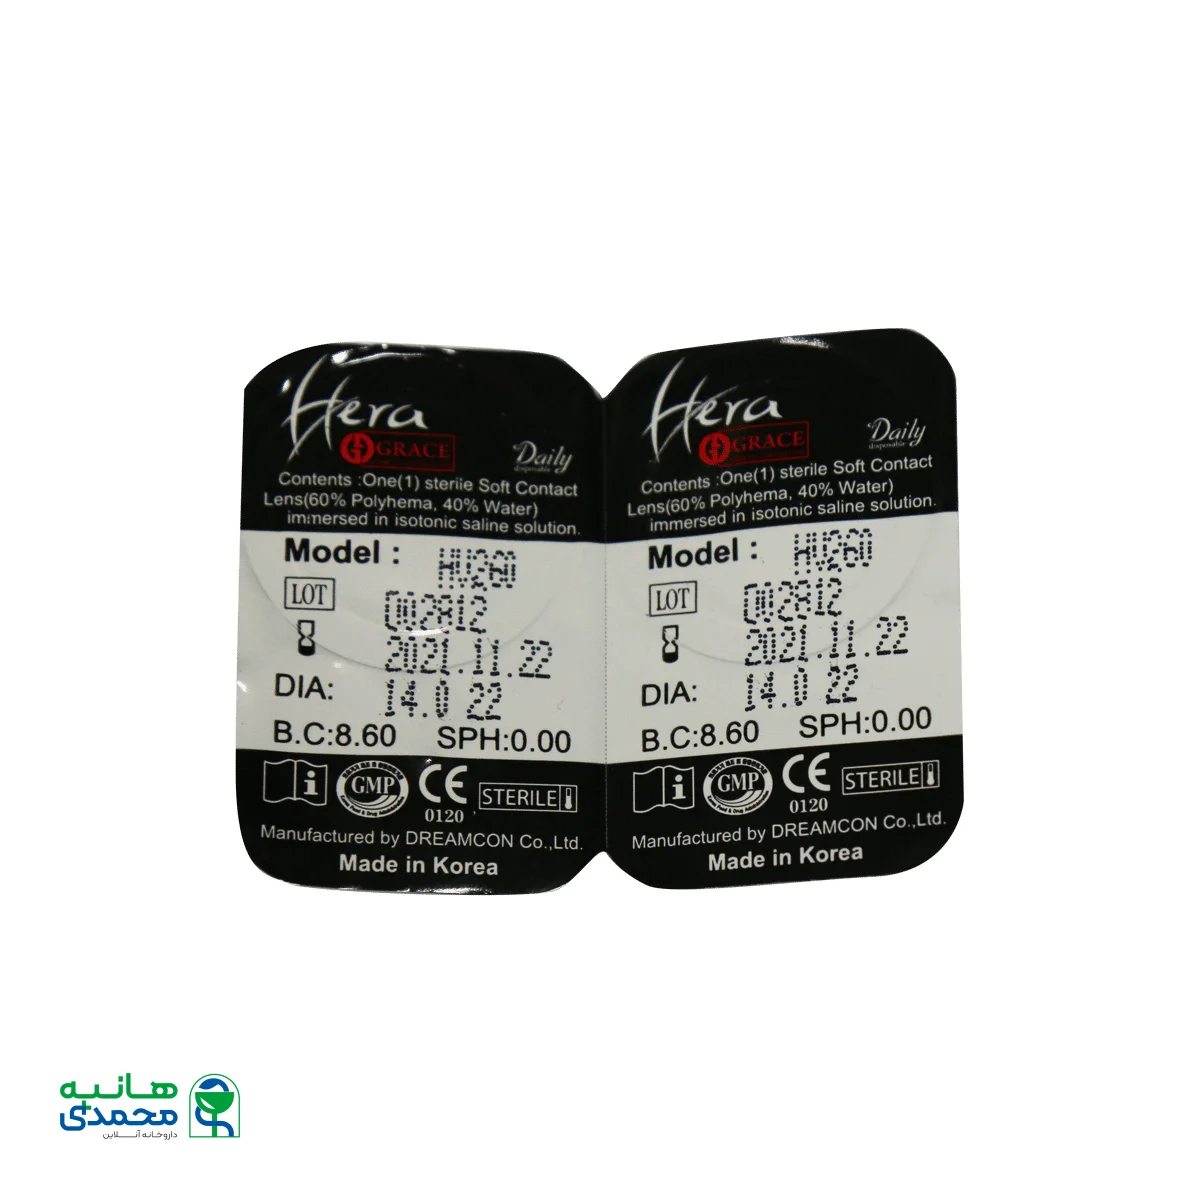 Hera
GRACE
Daily
disposable
Contents :One(1) sterile Soft Contact
Lens(60% Polyhema, 40% Water)
immersed in isotonic saline solution.
Model : HV260
LOT 002812
2021.11.22
DIA: 14.0 22
B.C:8.60 SPH:0.00
GMP
CE
0120
STERILE
Manufactured by DREAMCON Co.,Ltd.
Made in Korea
Hera
GRACE
Daily
disposable
Contents :One(1) sterile Soft Contact
Lens(60% Polyhema, 40% Water)
immersed in isotonic saline solution.
Model : HV260
LOT 002812
2021.11.22
DIA: 14.0 22
B.C:8.60 SPH:0.00
GMP
CE
0120
STERILE
Manufactured by DREAMCON Co.,Ltd.
Made in Korea
هانیه
محمدی
داروخانه آنلاین